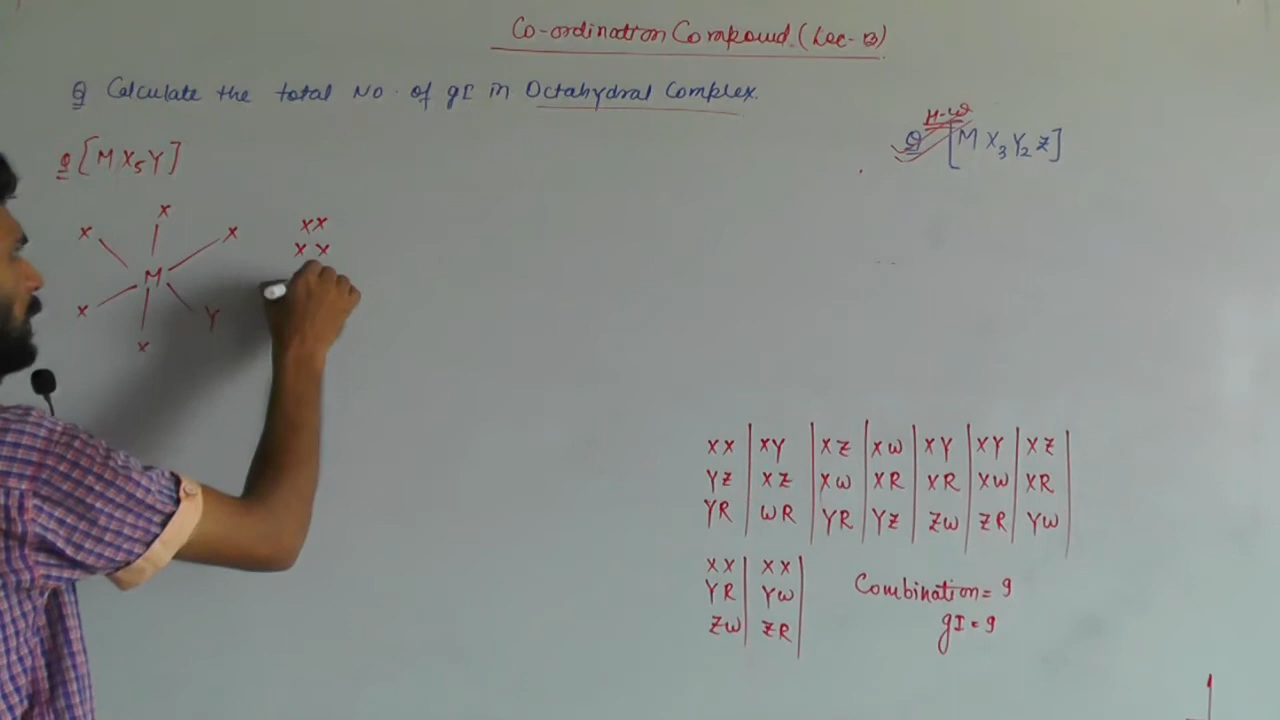 Co-ordination Compound. (Lec-13)
Q Calculate the total No. of gI in Octahydral Complex.
Q [M X5 Y]
H.W
Q [M X3 Y2 Z]
X
X X
M
X Y
X
XX
X X
XX | XY | XZ | XW | XY | XY | XZ
YZ | XZ | XW | XR | XR | XW | XR
YR | WR | YR | YZ | ZW | ZR | YW
XX | XX
YR | YW
ZW | ZR
Combination = 9
gI = 9